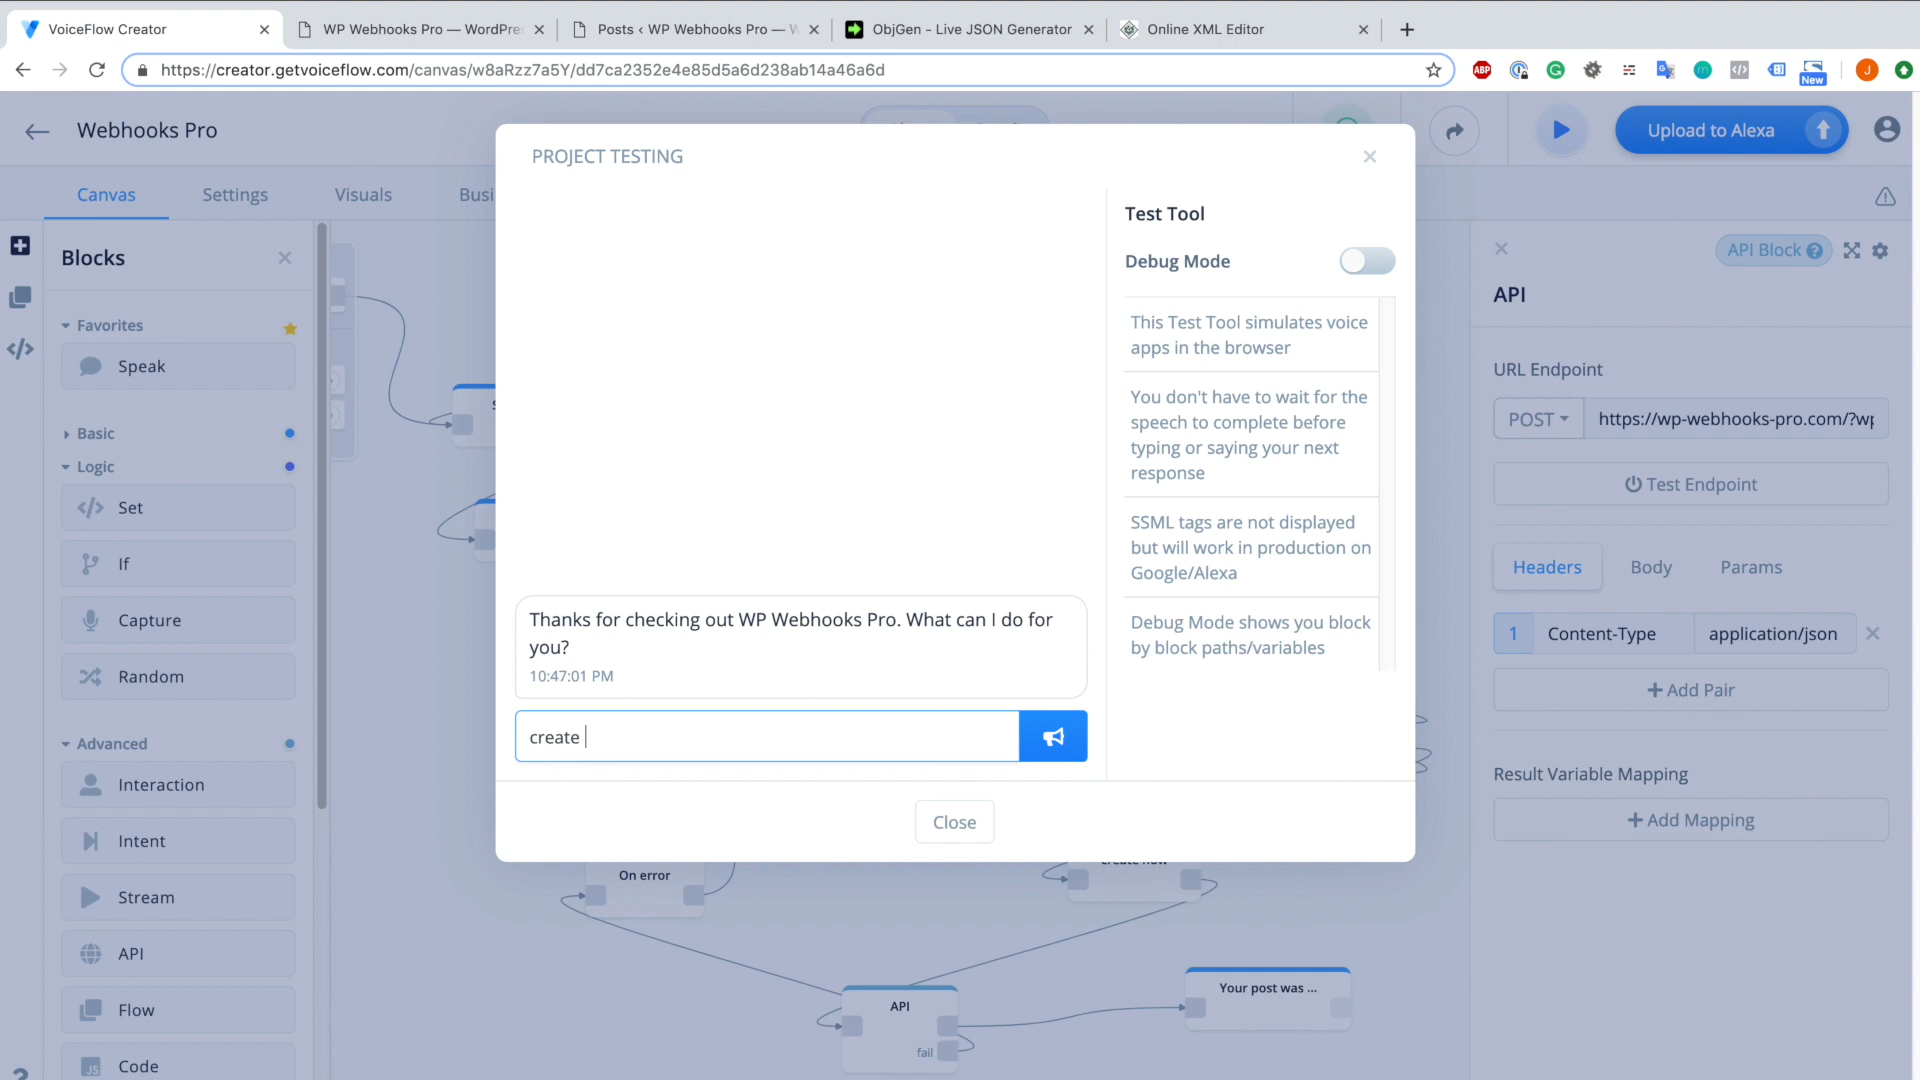 VoiceFlow Creator
WP Webhooks Pro — WordPre
Posts ‹ WP Webhooks Pro — W
ObjGen - Live JSON Generator
Online XML Editor
https://creator.getvoiceflow.com/canvas/w8aRzz7a5Y/dd7ca2352e4e85d5a6d238ab14a46a6d
ABP
New
J
Webhooks Pro
Upload to Alexa
Canvas
Settings
Visuals
Busi
Blocks
Favorites
Speak
Basic
Logic
Set
If
Capture
Random
Advanced
Interaction
Intent
Stream
API
Flow
JS
Code
PROJECT TESTING
Thanks for checking out WP Webhooks Pro. What can I do for
you?
10:47:01 PM
create
Close
Test Tool
Debug Mode
This Test Tool simulates voice
apps in the browser
You don't have to wait for the
speech to complete before
typing or saying your next
response
SSML tags are not displayed
but will work in production on
Google/Alexa
Debug Mode shows you block
by block paths/variables
On error
API
fail
Your post was ...
API Block
API
URL Endpoint
POST
https://wp-webhooks-pro.com/?wp
Test Endpoint
Headers
Body
Params
1
Content-Type
application/json
Add Pair
Result Variable Mapping
Add Mapping